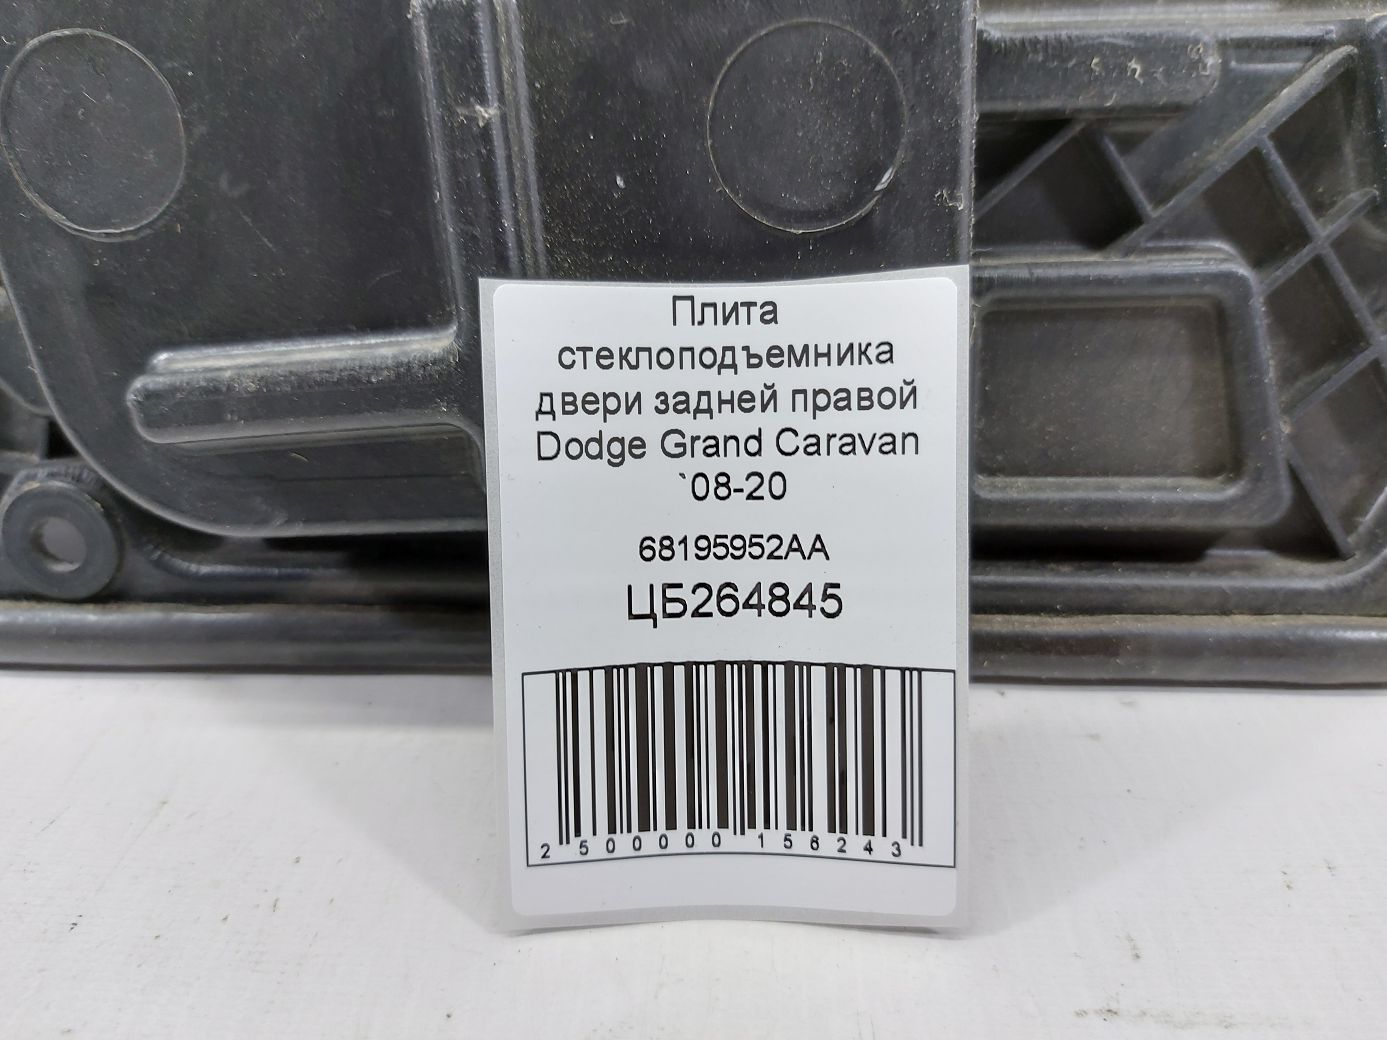 Плита
стеклоподъемника
двери задней правой
Dodge Grand Caravan
`08-20
68195952AA
ЦБ264845
2 500000 156243